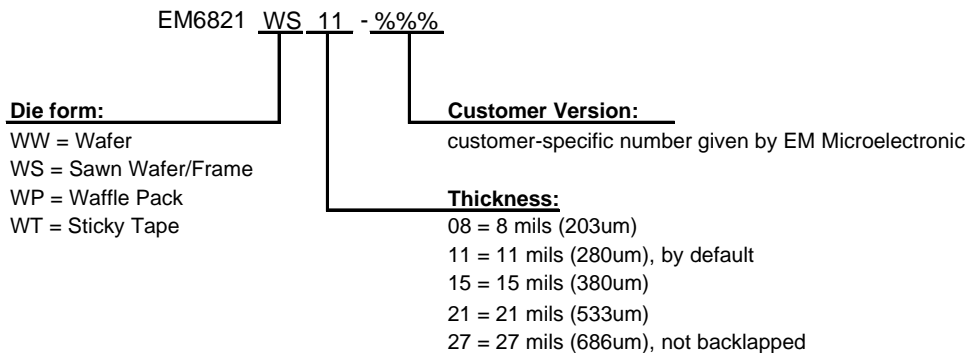 EM6821 WS 11 - %%%
Die form:
WW = Wafer
WS = Sawn Wafer/Frame
WP = Waffle Pack
WT = Sticky Tape
Customer Version:
customer-specific number given by EM Microelectronic
Thickness:
08 = 8 mils (203um)
11 = 11 mils (280um), by default
15 = 15 mils (380um)
21 = 21 mils (533um)
27 = 27 mils (686um), not backlapped